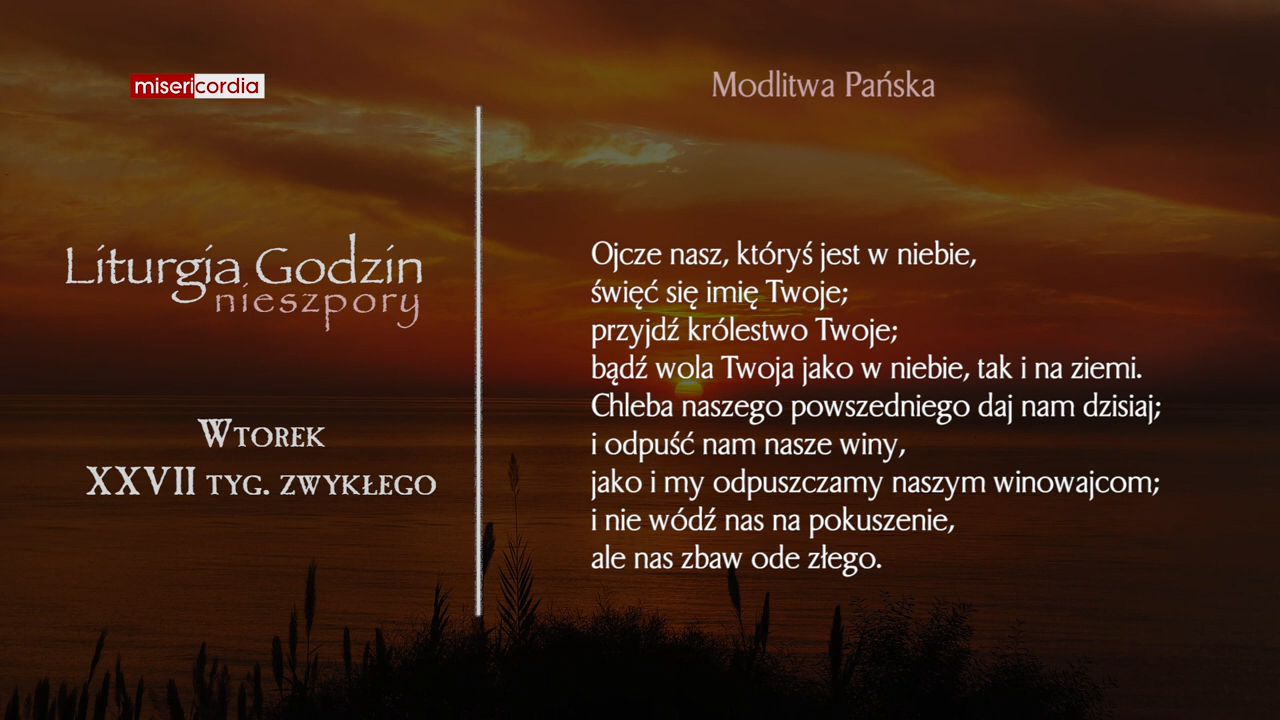 misericordia
Liturgia Godzin
nieszpory
Wtorek
XXVII tyg. zwykłego
Modlitwa Pańska
Ojcze nasz, któryś jest w niebie,
święć się imię Twoje;
przyjdź królestwo Twoje;
bądź wola Twoja jako w niebie, tak i na ziemi.
Chleba naszego powszedniego daj nam dzisiaj;
i odpuść nam nasze winy,
jako i my odpuszczamy naszym winowajcom;
i nie wódź nas na pokuszenie,
ale nas zbaw ode złego.